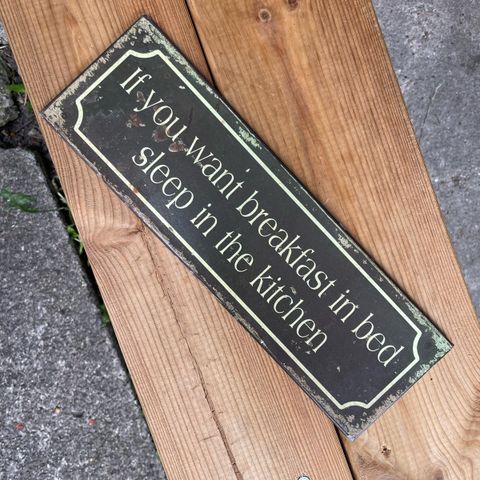 If you want breakfast in bed
sleep in the kitchen